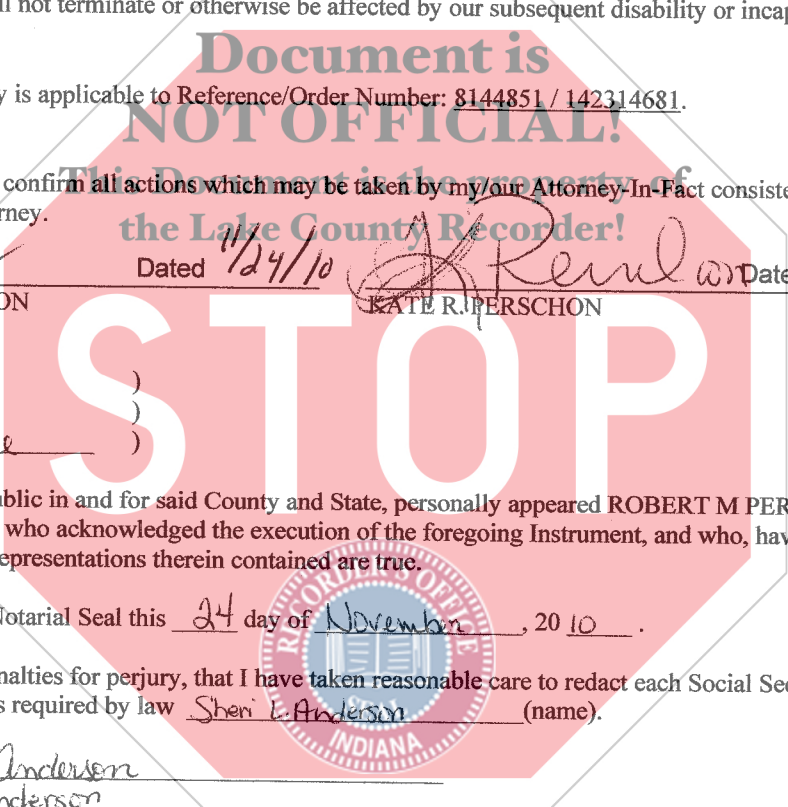 ll not terminate or otherwise be affected by our subsequent disability or incap
Document is
y is applicable to Reference/Order Number: 8144851 / 142314681.
NOT OFFICIAL!
This Document is the property of
confirm all actions which may be taken by my/our Attorney-In-Fact consiste
rney.
the Lake County Recorder!
Dated 11/24/10 Date
ON KATE R. PERSCHON
STOP
)
)
e )
ublic in and for said County and State, personally appeared ROBERT M PER
who acknowledged the execution of the foregoing Instrument, and who, hav
epresentations therein contained are true.
RECORDER'S OFFICE
Notarial Seal this 24 day of November, 20 10 .
nalties for perjury, that I have taken reasonable care to redact each Social Sec
s required by law Sheri L. Anderson (name).
INDIANA
Anderson
nderson